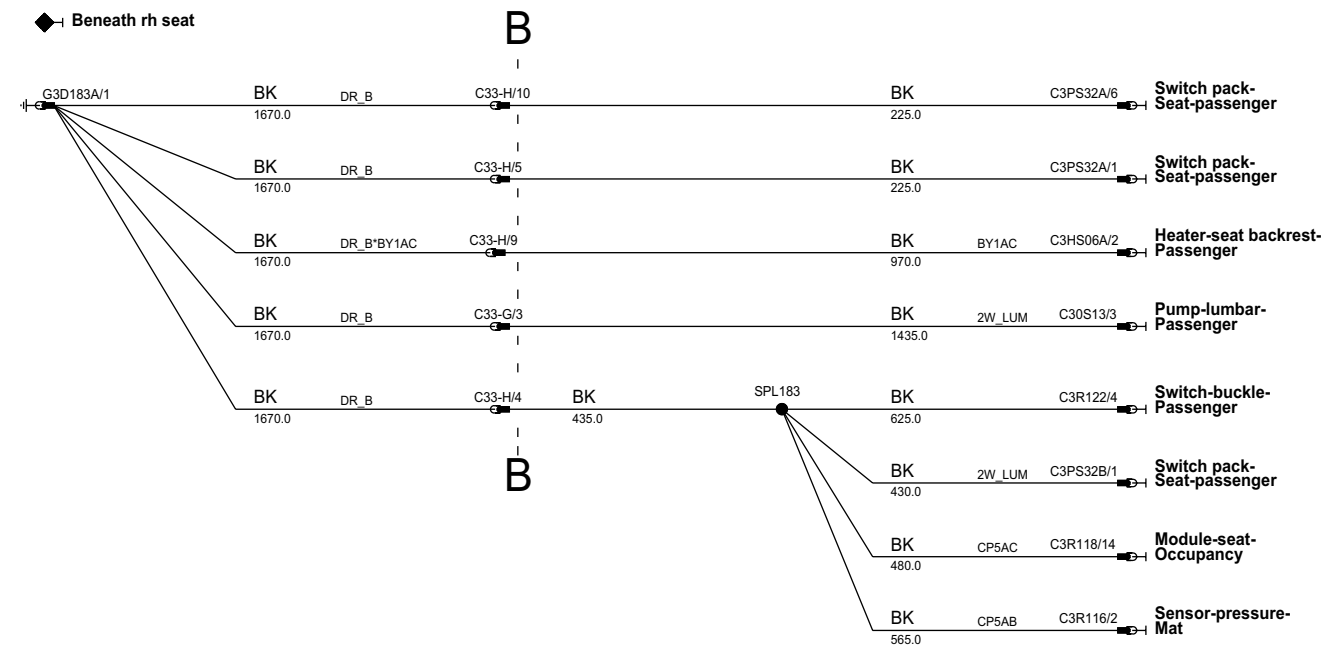 Beneath rh seat
B
G3D183A/1
BK
DR_B
C33-H/10
BK
C3PS32A/6
Switch pack-
Seat-passenger
1670.0
225.0
BK
DR_B
C33-H/5
BK
C3PS32A/1
Switch pack-
Seat-passenger
1670.0
225.0
BK
DR_B*BY1AC
C33-H/9
BK
BY1AC
C3HS06A/2
Heater-seat backrest-
Passenger
1670.0
970.0
BK
DR_B
C33-G/3
BK
2W_LUM
C30S13/3
Pump-lumbar-
Passenger
1670.0
1435.0
BK
DR_B
C33-H/4
BK
SPL183
BK
C3R122/4
Switch-buckle-
Passenger
1670.0
435.0
625.0
B
BK
2W_LUM
C3PS32B/1
Switch pack-
Seat-passenger
430.0
BK
CP5AC
C3R118/14
Module-seat-
Occupancy
480.0
BK
CP5AB
C3R116/2
Sensor-pressure-
Mat
565.0